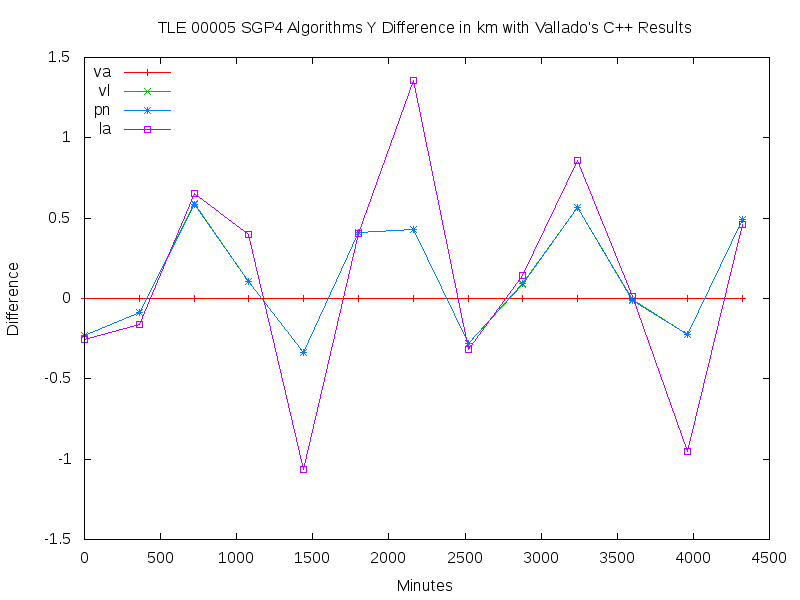 TLE 00005 SGP4 Algorithms Y Difference in km with Vallado's C++ Results
1.5
va
vl
pn
la
1
0.5
0
-0.5
-1
-1.5
Difference
0 500 1000 1500 2000 2500 3000 3500 4000 4500
Minutes